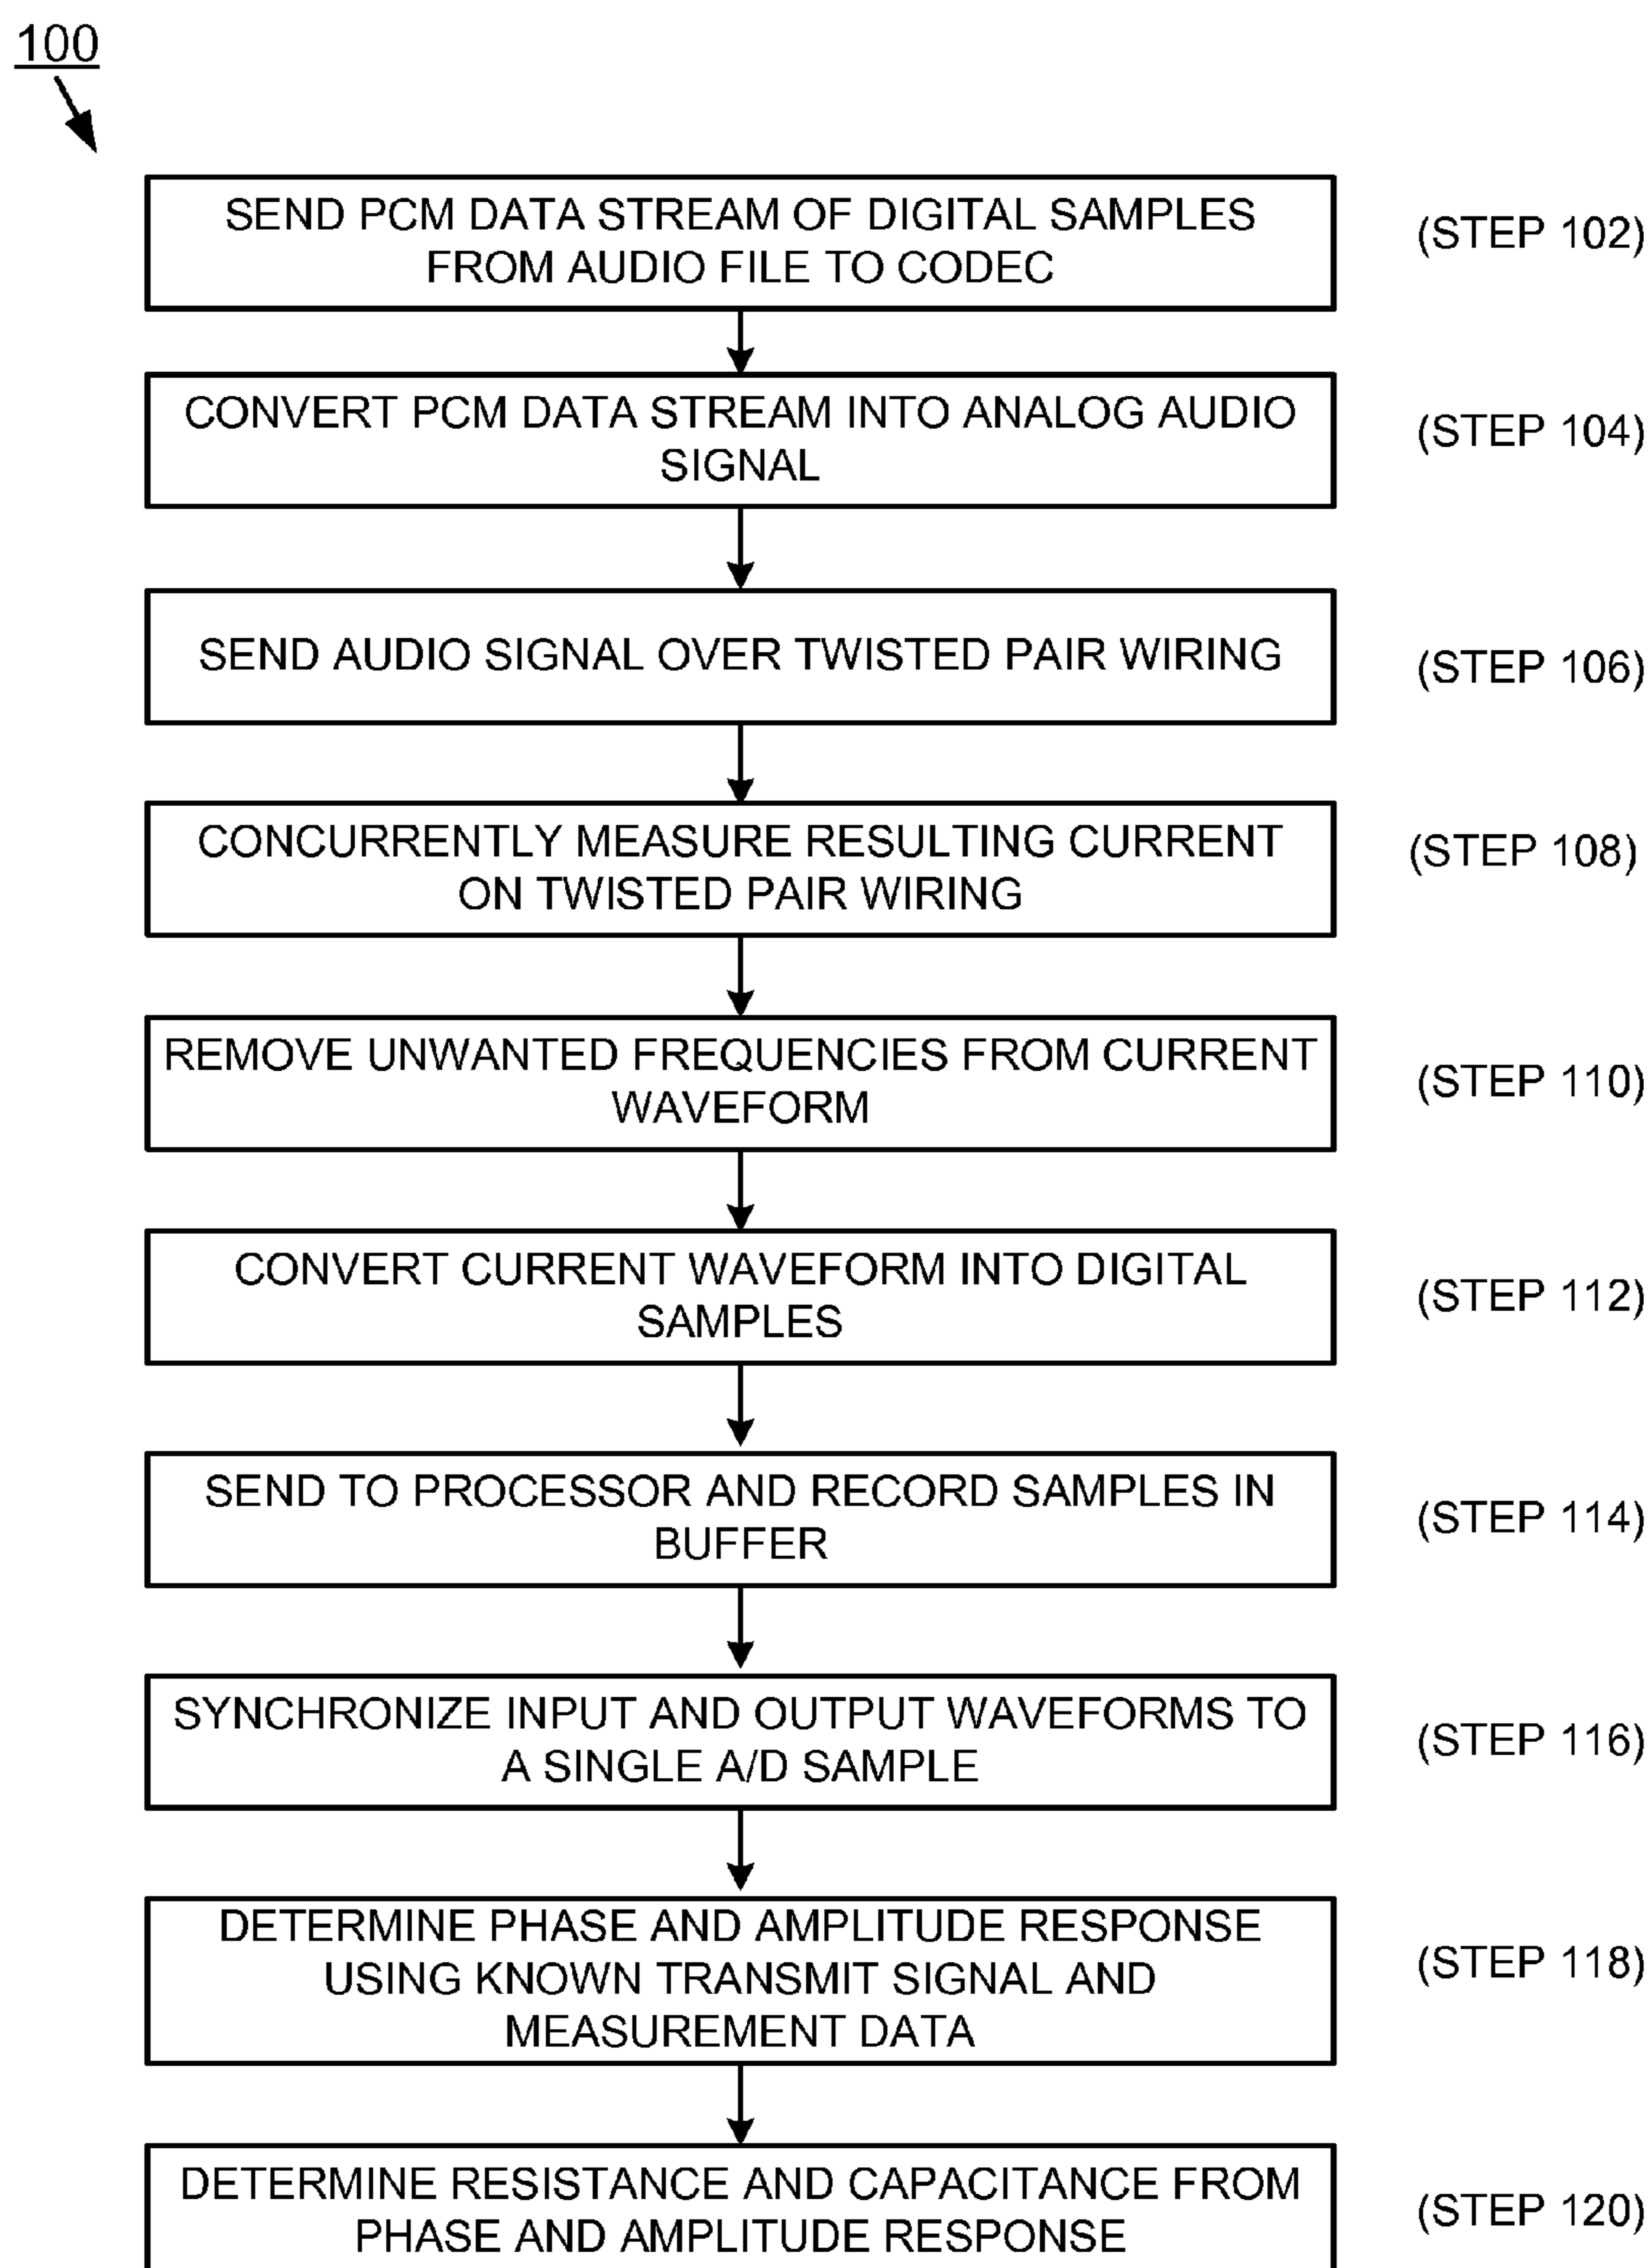 100
SEND PCM DATA STREAM OF DIGITAL SAMPLES
FROM AUDIO FILE TO CODEC
(STEP 102)
CONVERT PCM DATA STREAM INTO ANALOG AUDIO
SIGNAL
(STEP 104)
SEND AUDIO SIGNAL OVER TWISTED PAIR WIRING
(STEP 106)
CONCURRENTLY MEASURE RESULTING CURRENT
ON TWISTED PAIR WIRING
(STEP 108)
REMOVE UNWANTED FREQUENCIES FROM CURRENT
WAVEFORM
(STEP 110)
CONVERT CURRENT WAVEFORM INTO DIGITAL
SAMPLES
(STEP 112)
SEND TO PROCESSOR AND RECORD SAMPLES IN
BUFFER
(STEP 114)
SYNCHRONIZE INPUT AND OUTPUT WAVEFORMS TO
A SINGLE A/D SAMPLE
(STEP 116)
DETERMINE PHASE AND AMPLITUDE RESPONSE
USING KNOWN TRANSMIT SIGNAL AND
MEASUREMENT DATA
(STEP 118)
DETERMINE RESISTANCE AND CAPACITANCE FROM
PHASE AND AMPLITUDE RESPONSE
(STEP 120)